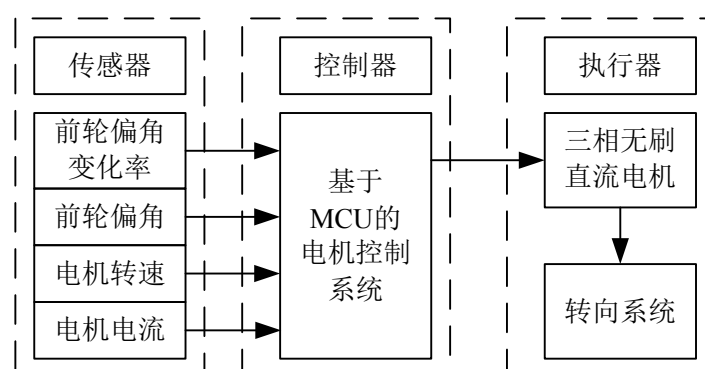 传感器
控制器
执行器
前轮偏角
变化率
前轮偏角
电机转速
电机电流
基于
MCU的
电机控制
系统
三相无刷
直流电机
转向系统